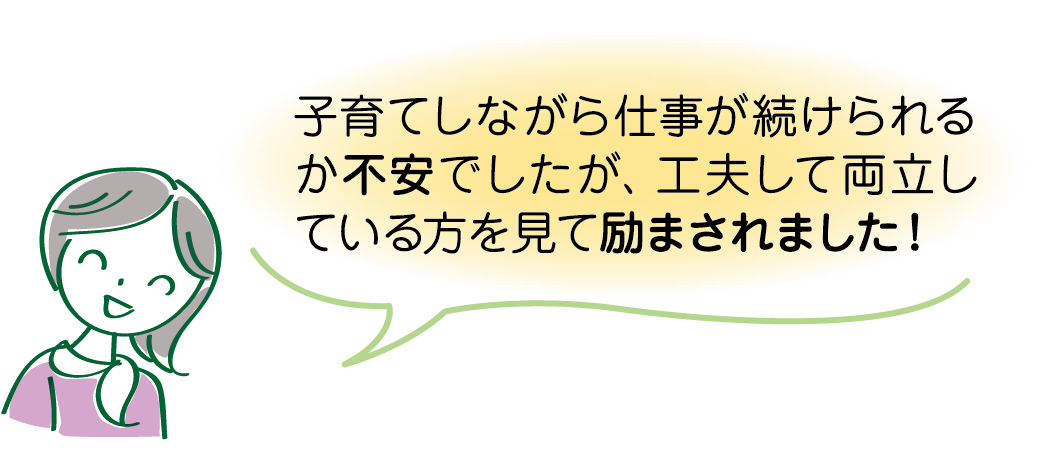 子育てしながら仕事が続けられる
か不安でしたが、工夫して両立し
ている方を見て励まされました！